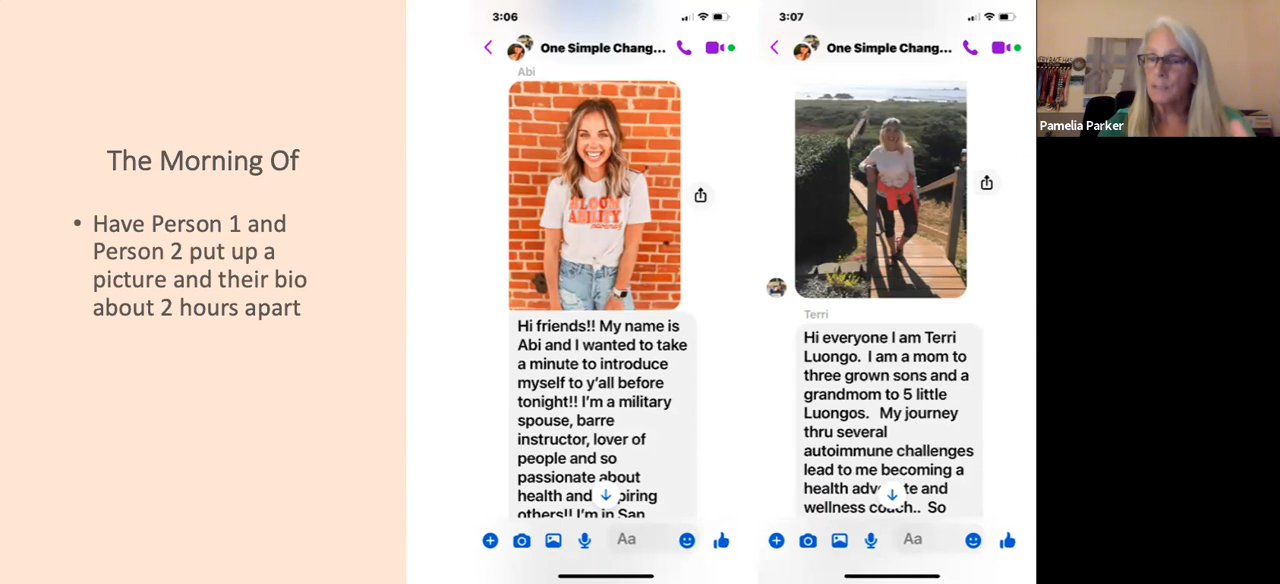 The Morning Of
• Have Person 1 and
Person 2 put up a
picture and their bio
about 2 hours apart
3:06
One Simple Chang...
Abi
BLOOM
ABILITY
Hi friends!! My name is
Abi and I wanted to take
a minute to introduce
myself to y'all before
tonight!! I'm a military
spouse, barre
instructor, lover of
people and so
passionate about
health and piring
others!! I'm in San
Aa
3:07
One Simple Chang...
Terri
Hi everyone I am Terri
Luongo. I am a mom to
three grown sons and a
grandmom to 5 little
Luongos. My journey
thru several
autoimmune challenges
lead to me becoming a
health adv te and
wellness coach.. So
Aa
Pamelia Parker